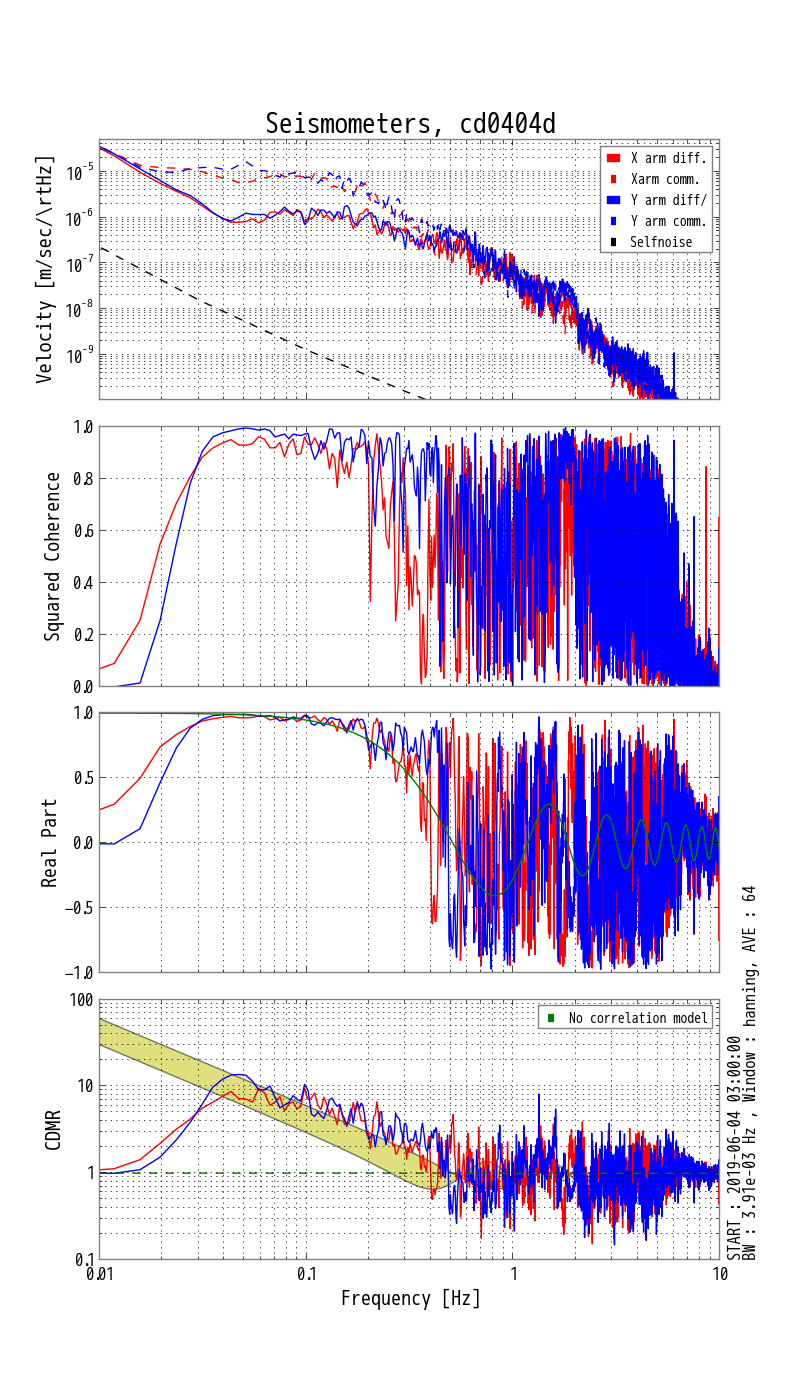 Seismometers, cd0404d
Velocity [m/sec/\rtHz]
10^-5
10^-6
10^-7
10^-8
10^-9
X arm diff.
Xarm comm.
Y arm diff/
Y arm comm.
Selfnoise
Squared Coherence
1.0
0.8
0.6
0.4
0.2
0.0
Real Part
1.0
0.5
0.0
−0.5
−1.0
CDMR
100
10
1
0.1
No correlation model
0.01
0.1
1
10
Frequency [Hz]
START : 2019-06-04 03:00:00
BW : 3.91e-03 Hz , Window : hanning, AVE : 64